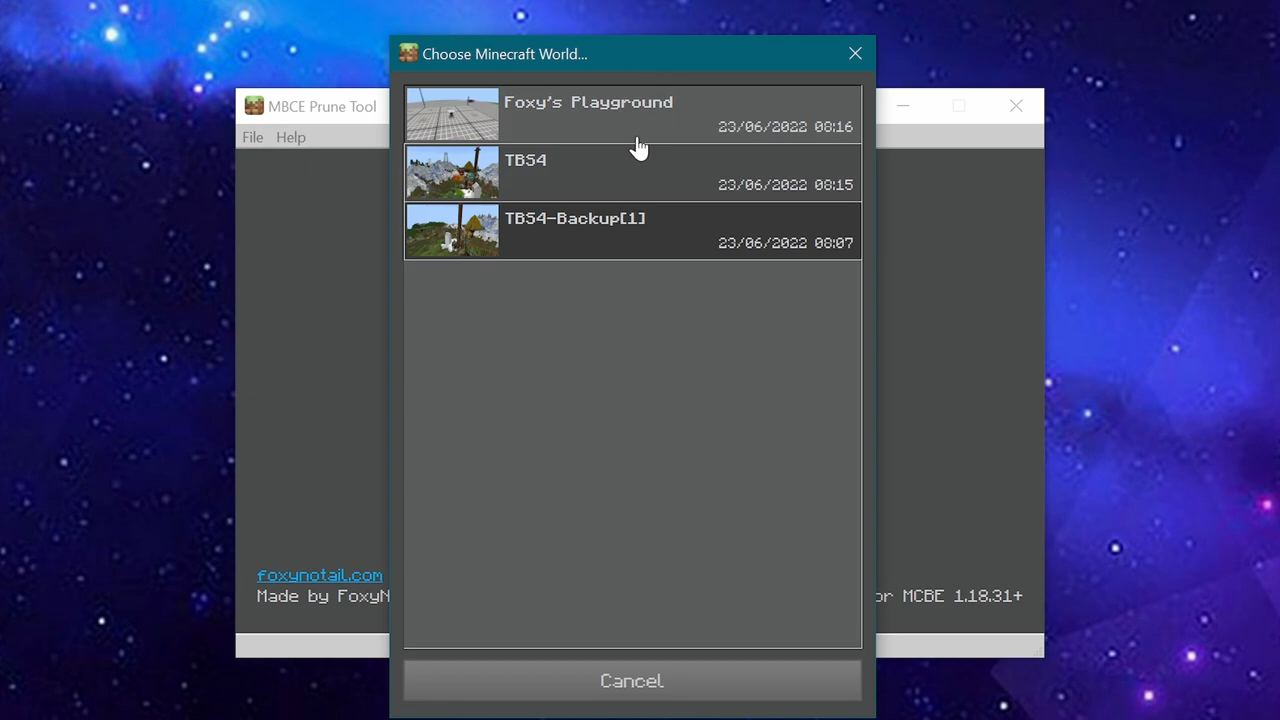 Choose Minecraft World...
MBCE Prune Tool
File Help
Foxy's Playground
23/06/2022 08:16
TBS4
23/06/2022 08:15
TBS4-Backup[1]
23/06/2022 08:07
foxynotail.com
Made by FoxyN
or MCBE 1.18.31+
Cancel